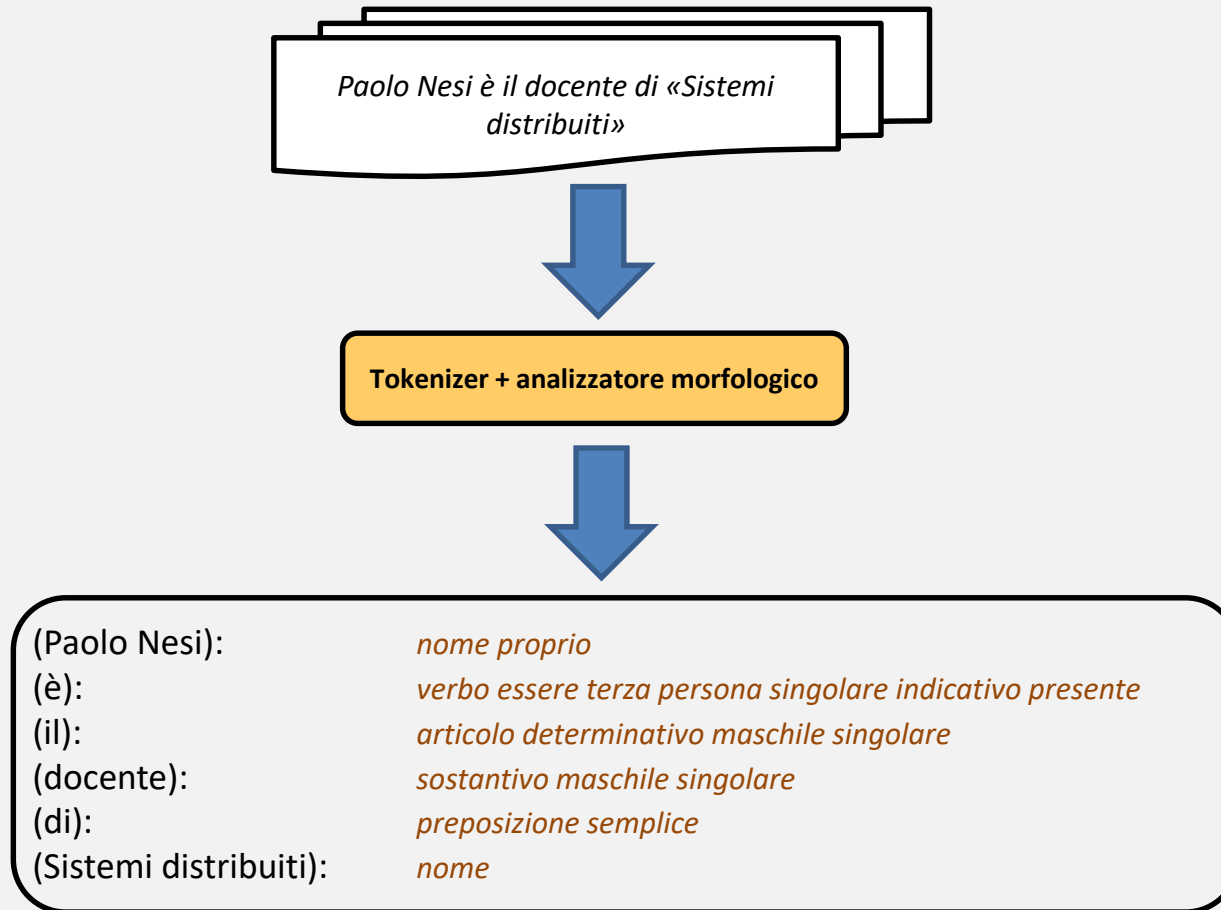 Paolo Nesi è il docente di «Sistemi
distribuiti»
Tokenizer + analizzatore morfologico
(Paolo Nesi): nome proprio
(è): verbo essere terza persona singolare indicativo presente
(il): articolo determinativo maschile singolare
(docente): sostantivo maschile singolare
(di): preposizione semplice
(Sistemi distribuiti): nome